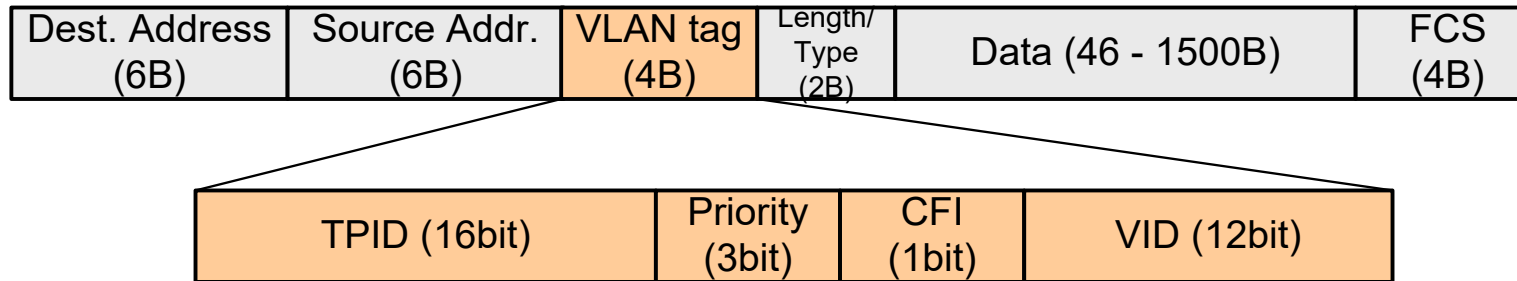 Dest. Address
(6B)
Source Addr.
(6B)
VLAN tag
(4B)
Length/
Type
(2B)
Data (46 - 1500B)
FCS
(4B)
TPID (16bit)
Priority
(3bit)
CFI
(1bit)
VID (12bit)